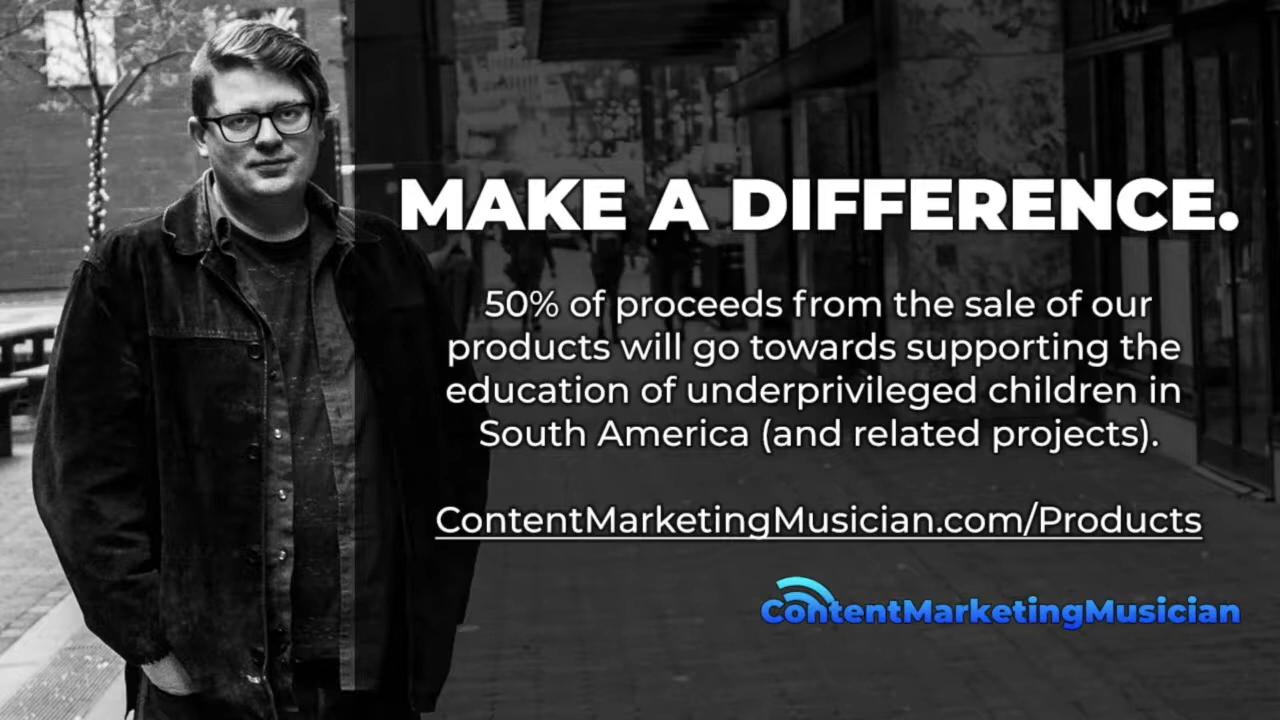 MAKE A DIFFERENCE.
50% of proceeds from the sale of our
products will go towards supporting the
education of underprivileged children in
South America (and related projects).
ContentMarketingMusician.com/Products
ContentMarketingMusician